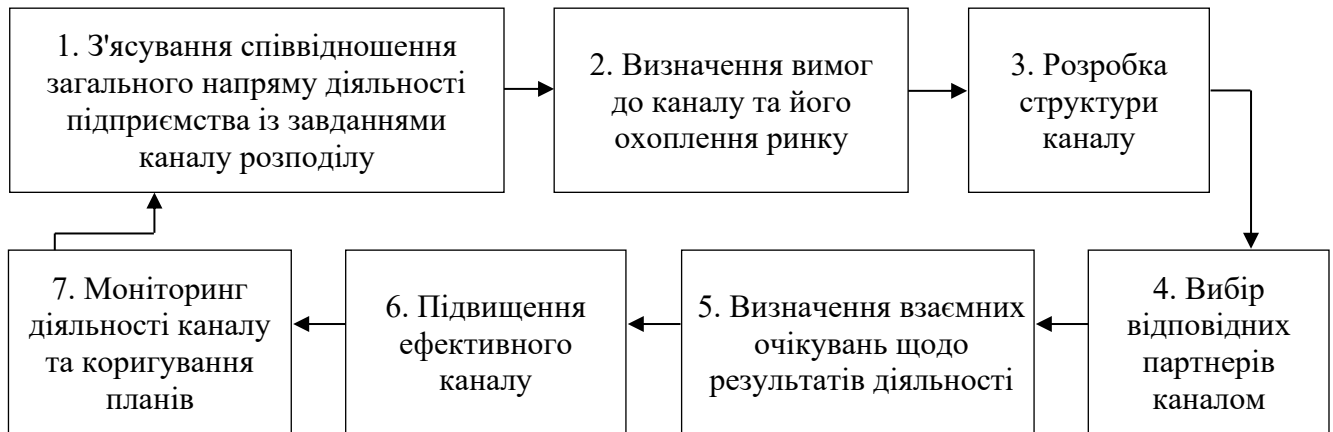 1. З'ясування співвідношення
загального напряму діяльності
підприємства із завданнями
каналу розподілу
2. Визначення вимог
до каналу та його
охоплення ринку
3. Розробка
структури
каналу
4. Вибір
відповідних
партнерів
каналом
5. Визначення взаємних
очікувань щодо
результатів діяльності
6. Підвищення
ефективного
каналу
7. Моніторинг
діяльності каналу
та коригування
планів